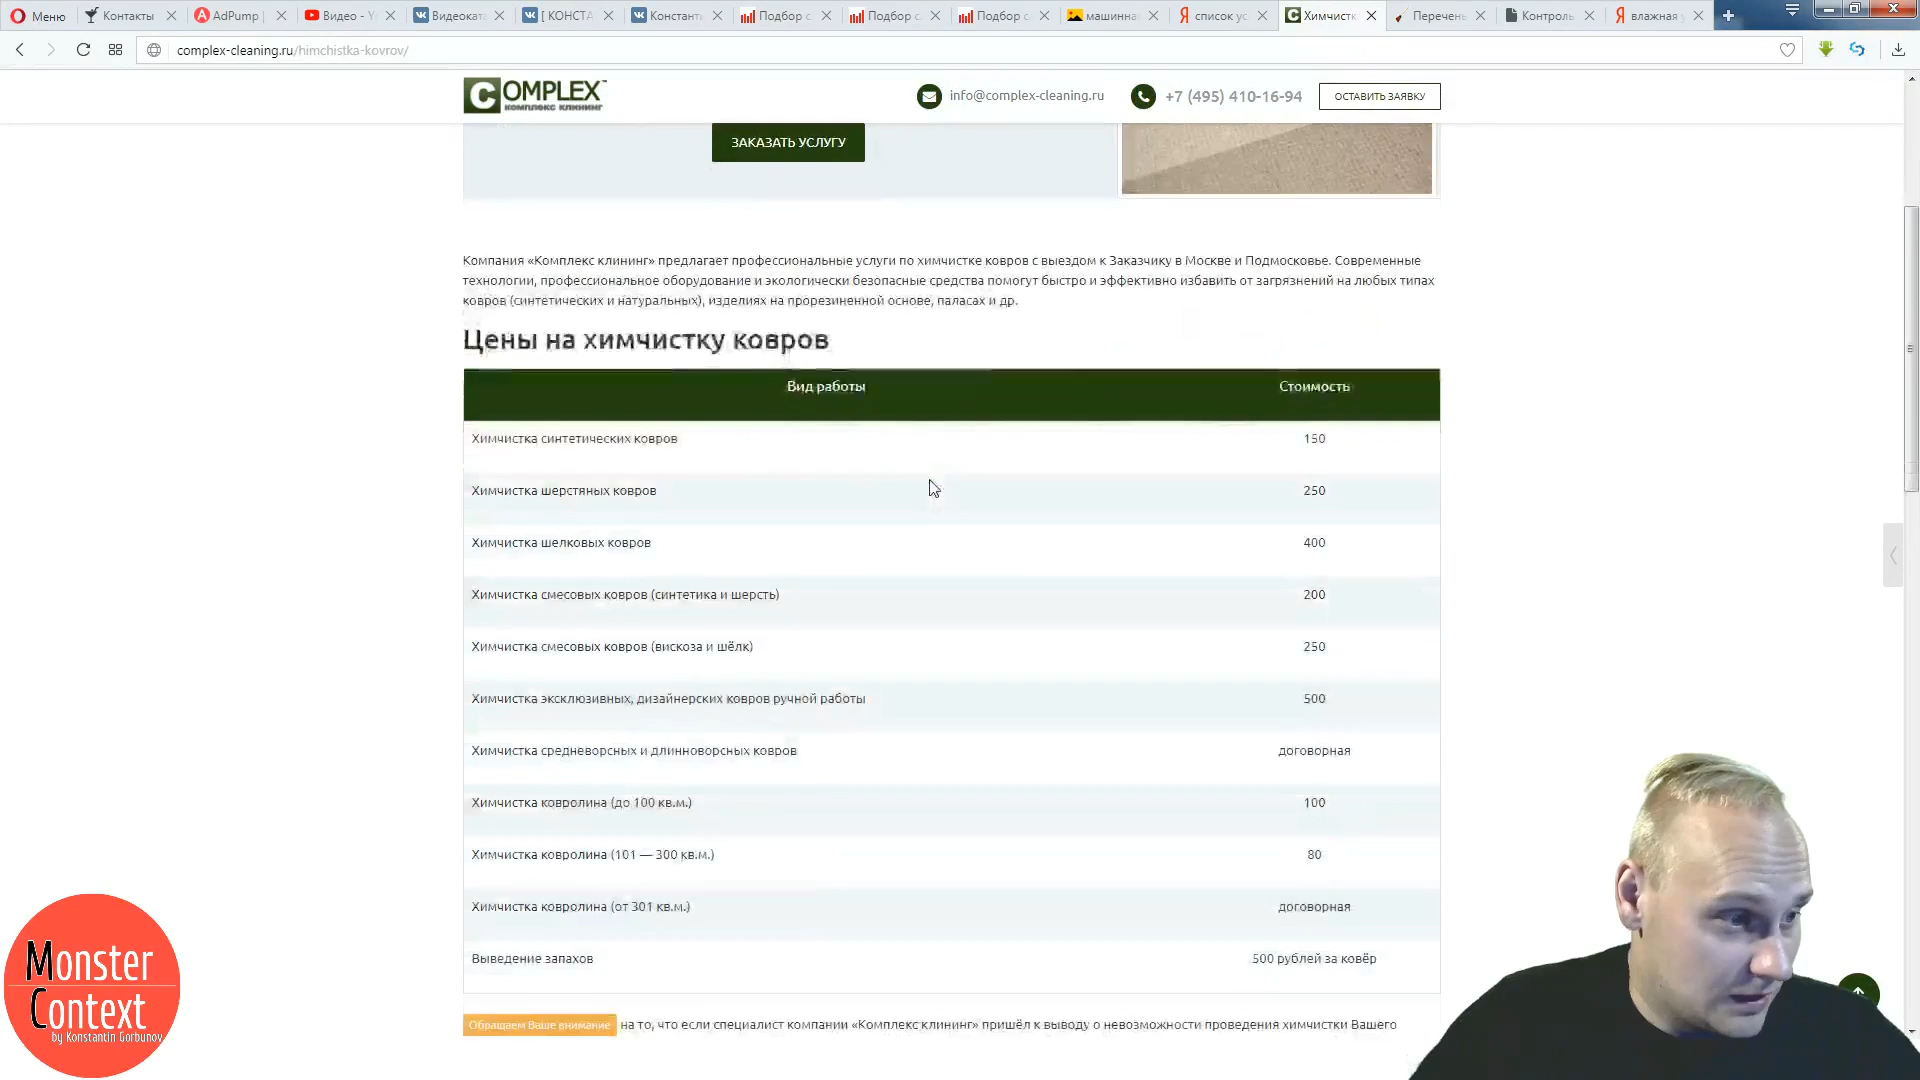 Меню
Контакты
AdPump |
Видео - Y
Видеоката
[ КОНСТА
Констант
Подбор с
Подбор с
Подбор с
машинна
список ус
Химчистк
Перечень
Контроль
влажная у
complex-cleaning.ru/himchistka-kovrov/
COMPLEX™
комплекс клининг
info@complex-cleaning.ru
+7 (495) 410-16-94
ОСТАВИТЬ ЗАЯВКУ
ЗАКАЗАТЬ УСЛУГУ
Компания «Комплекс клининг» предлагает профессиональные услуги по химчистке ковров с выездом к Заказчику в Москве и Подмосковье. Современные
технологии, профессиональное оборудование и экологически безопасные средства помогут быстро и эффективно избавить от загрязнений на любых типах
ковров (синтетических и натуральных), изделиях на прорезиненной основе, паласах и др.
Цены на химчистку ковров
Вид работы Стоимость
Химчистка синтетических ковров 150
Химчистка шерстяных ковров 250
Химчистка шелковых ковров 400
Химчистка смесовых ковров (синтетика и шерсть) 200
Химчистка смесовых ковров (вискоза и шёлк) 250
Химчистка эксклюзивных, дизайнерских ковров ручной работы 500
Химчистка средневорсных и длинноворсных ковров договорная
Химчистка ковролина (до 100 кв.м.) 100
Химчистка ковролина (101 — 300 кв.м.) 80
Химчистка ковролина (от 301 кв.м.) договорная
Выведение запахов 500 рублей за ковёр
Обращаем Ваше внимание на то, что если специалист компании «Комплекс клининг» пришёл к выводу о невозможности проведения химчистки Вашего
Monster
Context
by Konstantin Gorbunov